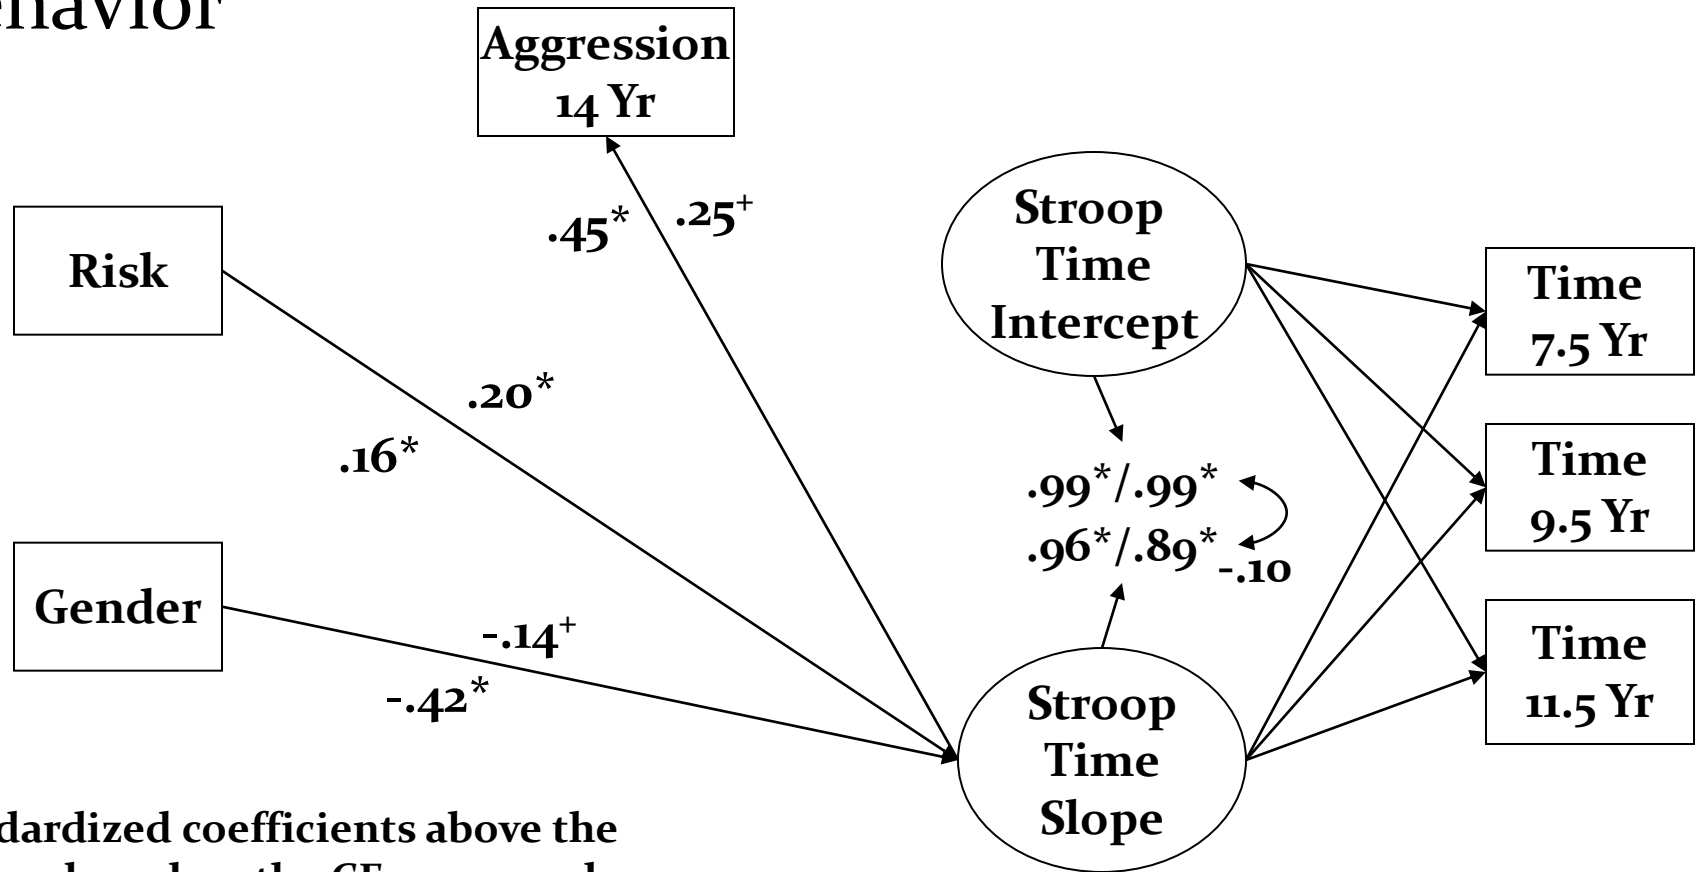 ehavior
Aggression
14 Yr
Risk
.45*
.25+
Stroop
Time
Intercept
Time
7.5 Yr
.20*
.16*
.99*/.99*
.96*/.89*
-.10
Time
9.5 Yr
Gender
-.14+
-.42*
Time
11.5 Yr
Stroop
Time
Slope
dardized coefficients above the
the